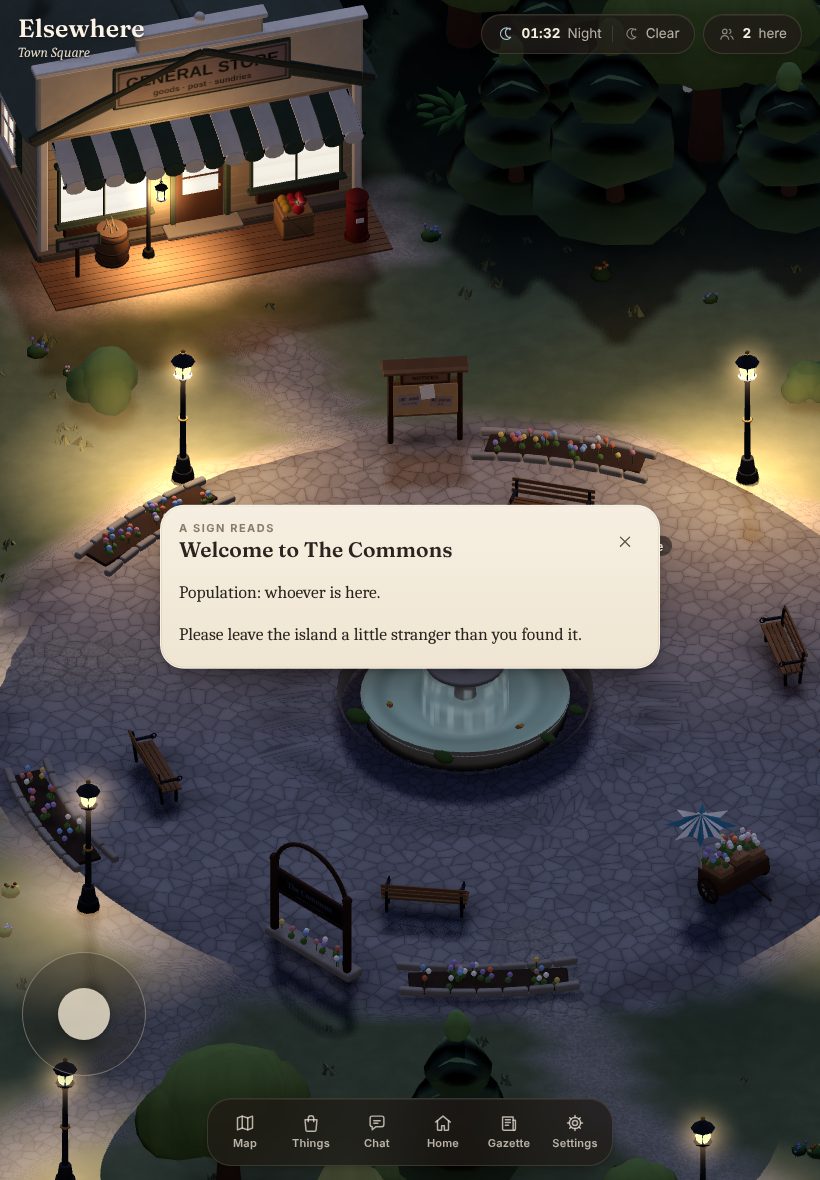 Elsewhere
Town Square
01:32 Night Clear
2 here
GENERAL STORE
goods · post · sundries
A SIGN READS
Welcome to The Commons
Population: whoever is here.
Please leave the island a little stranger than you found it.
The Commons
Map Things Chat Home Gazette Settings